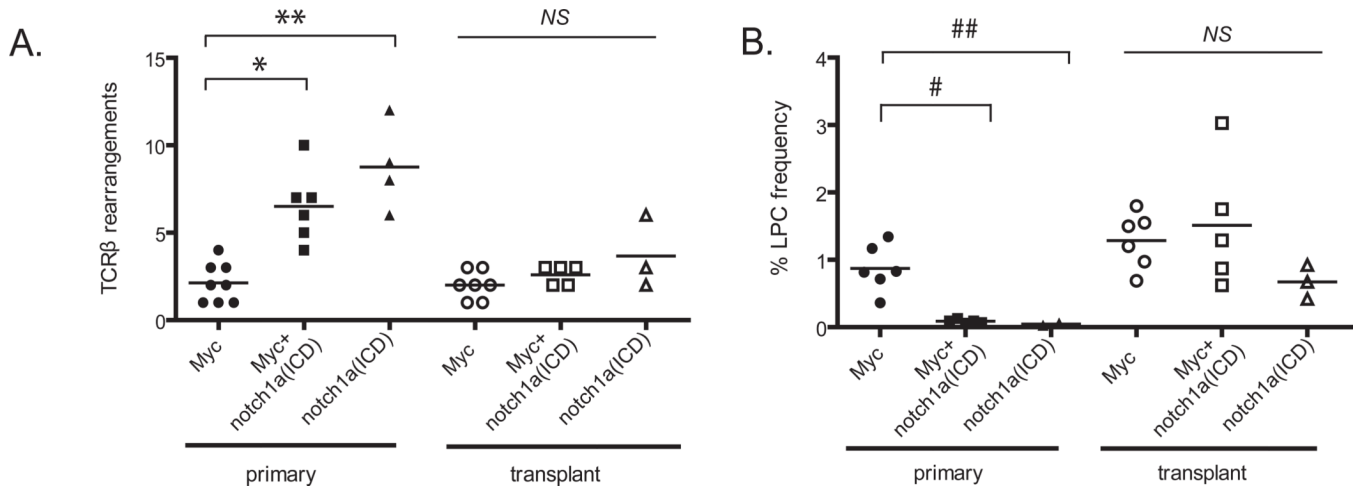 A.
TCRβ rearrangements
15
10
5
0
**
*
NS
Myc
Myc+
notch1a(ICD)
notch1a(ICD)
Myc
Myc+
notch1a(ICD)
notch1a(ICD)
primary
transplant
B.
% LPC frequency
4
3
2
1
0
##
#
NS
Myc
Myc+
notch1a(ICD)
notch1a(ICD)
Myc
Myc+
notch1a(ICD)
notch1a(ICD)
primary
transplant